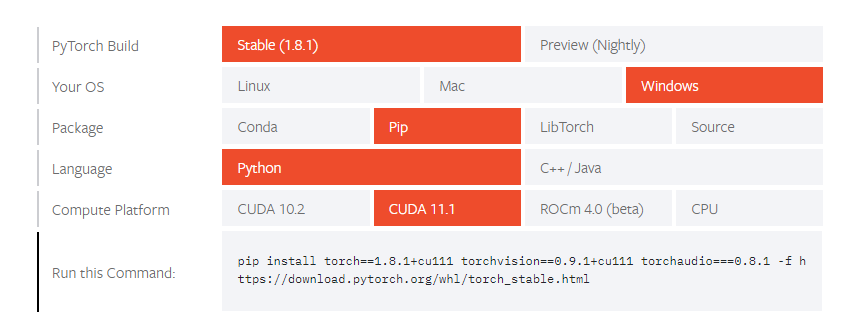 PyTorch Build Stable (1.8.1) Preview (Nightly)
Your OS Linux Mac Windows
Package Conda Pip LibTorch Source
Language Python C++ / Java
Compute Platform CUDA 10.2 CUDA 11.1 ROCm 4.0 (beta) CPU
Run this Command:
pip install torch==1.8.1+cu111 torchvision==0.9.1+cu111 torchaudio===0.8.1 -f h
ttps://download.pytorch.org/whl/torch_stable.html